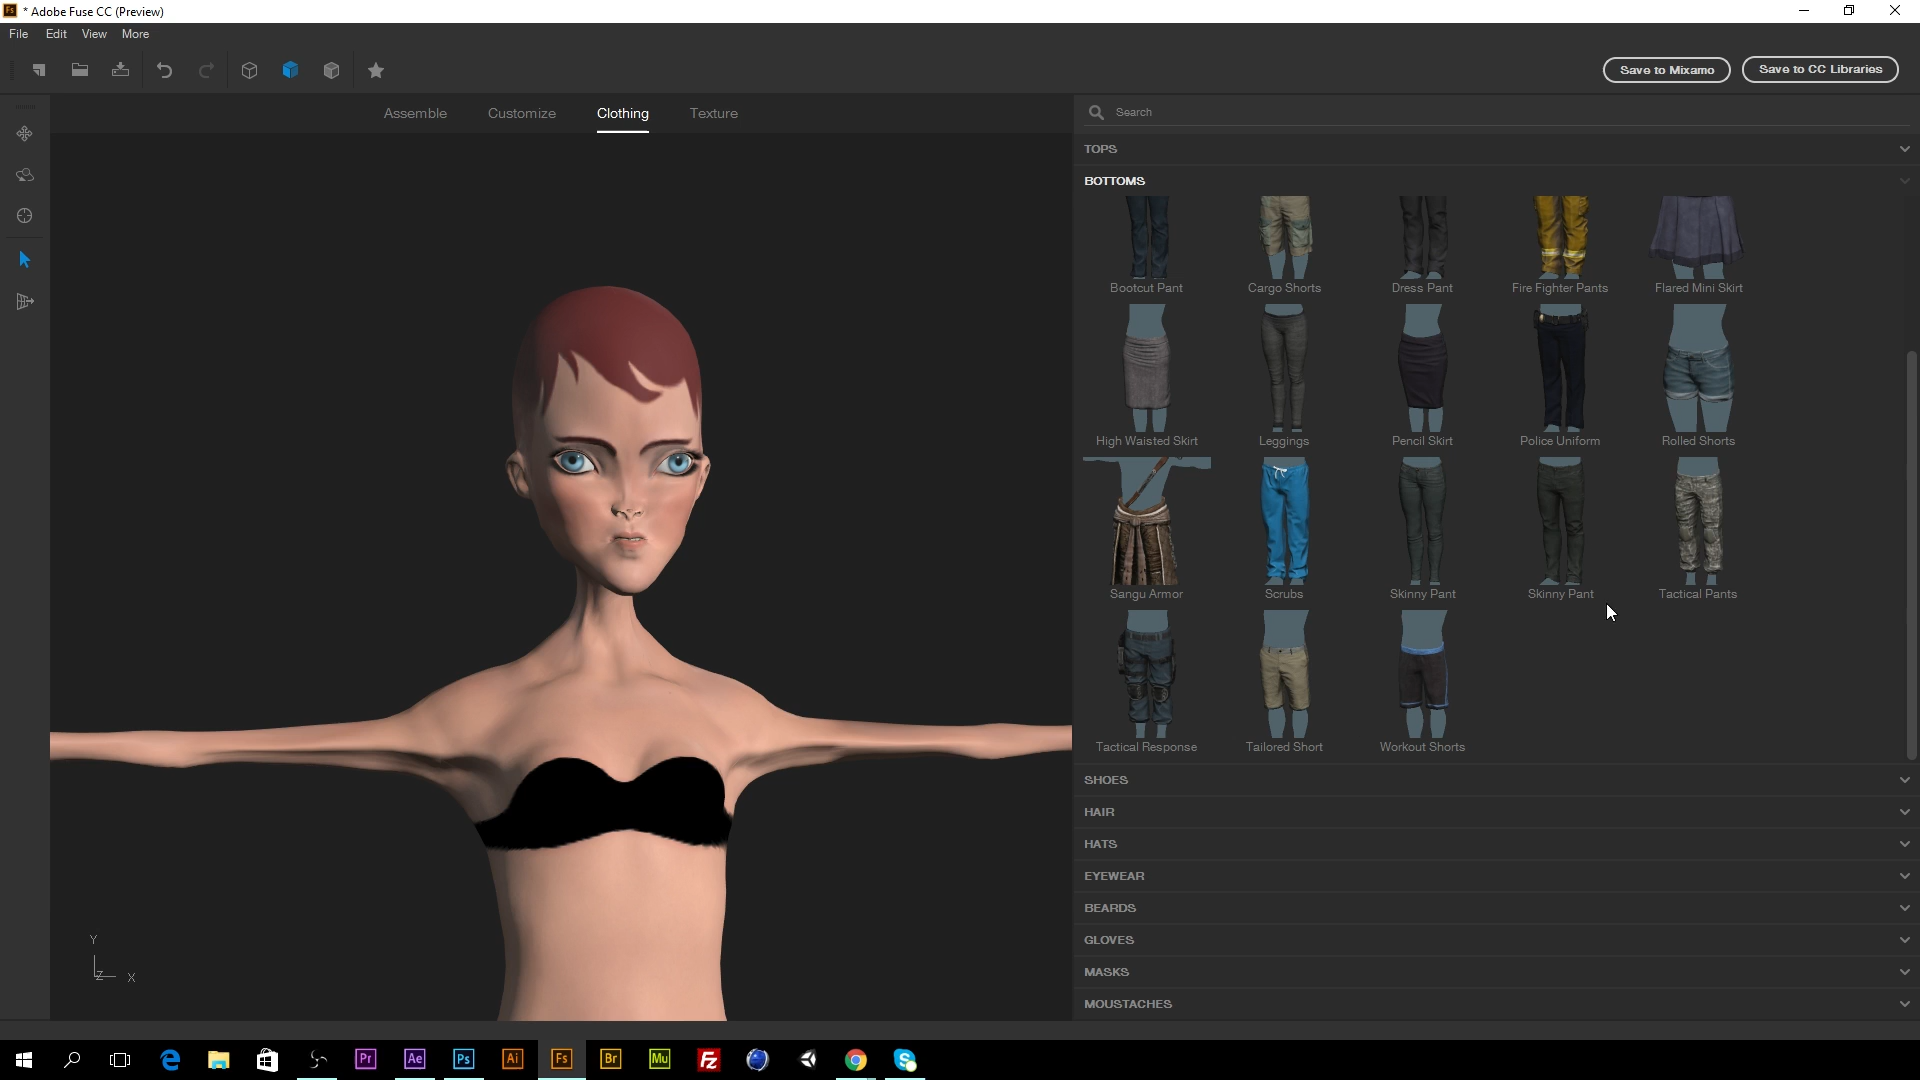 Fs * Adobe Fuse CC (Preview)
File Edit View More
Save to Mixamo Save to CC Libraries
Assemble Customize Clothing Texture
Search
TOPS
BOTTOMS
Bootcut Pant Cargo Shorts Dress Pant Fire Fighter Pants Flared Mini Skirt
High Waisted Skirt Leggings Pencil Skirt Police Uniform Rolled Shorts
Sangu Armor Scrubs Skinny Pant Skinny Pant Tactical Pants
Tactical Response Tailored Short Workout Shorts
SHOES
HAIR
HATS
EYEWEAR
BEARDS
GLOVES
MASKS
MOUSTACHES
Y
Z X
Pr Ae Ps Ai Fs Br Mu Fz